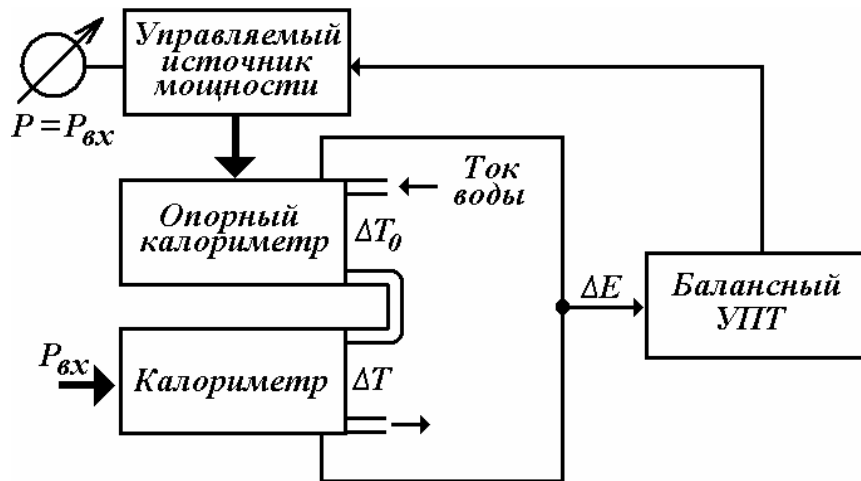 Управляемый
источник
мощности
P = Pвх
Ток
воды
Опорный
калориметр
ΔT0
ΔE
Балансный
УПТ
Pвх
Калориметр
ΔT